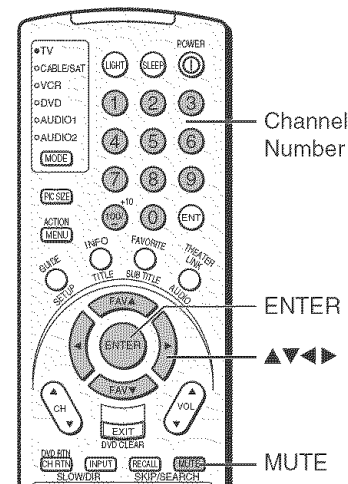 POWER
TV
CABLE/SAT
VCR
DVD
AUDIO1
AUDIO2
MODE
LIGHT
SLEEP
1
2
3
4
5
6
7
8
9
+10
100/
0
ENT
Channel
Number
PIC SIZE
ACTION
MENU
INFO
FAVORITE
THEATER
LINK
GUIDE
SETUP
TITLE
SUB TITLE
AUDIO
FAV▲
◀
ENTER
▶
FAV▼
ENTER
▲▼◀▶
▲
CH
▼
▲
VOL
▼
EXIT
DVD CLEAR
DVD RTN
CH RTN
INPUT
RECALL
MUTE
MUTE
SLOW/DIR
SKIP/SEARCH